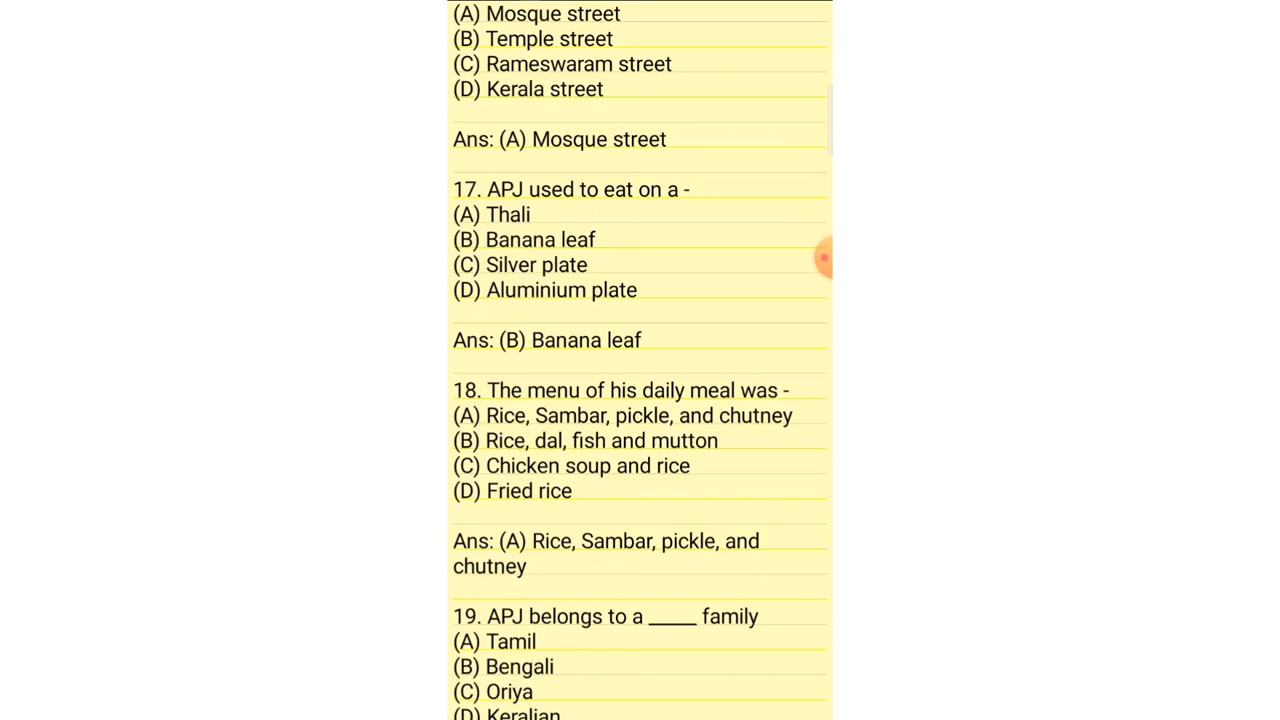 (A) Mosque street
(B) Temple street
(C) Rameswaram street
(D) Kerala street
Ans: (A) Mosque street
17. APJ used to eat on a -
(A) Thali
(B) Banana leaf
(C) Silver plate
(D) Aluminium plate
Ans: (B) Banana leaf
18. The menu of his daily meal was -
(A) Rice, Sambar, pickle, and chutney
(B) Rice, dal, fish and mutton
(C) Chicken soup and rice
(D) Fried rice
Ans: (A) Rice, Sambar, pickle, and
chutney
19. APJ belongs to a _____ family
(A) Tamil
(B) Bengali
(C) Oriya
(D) Keralian